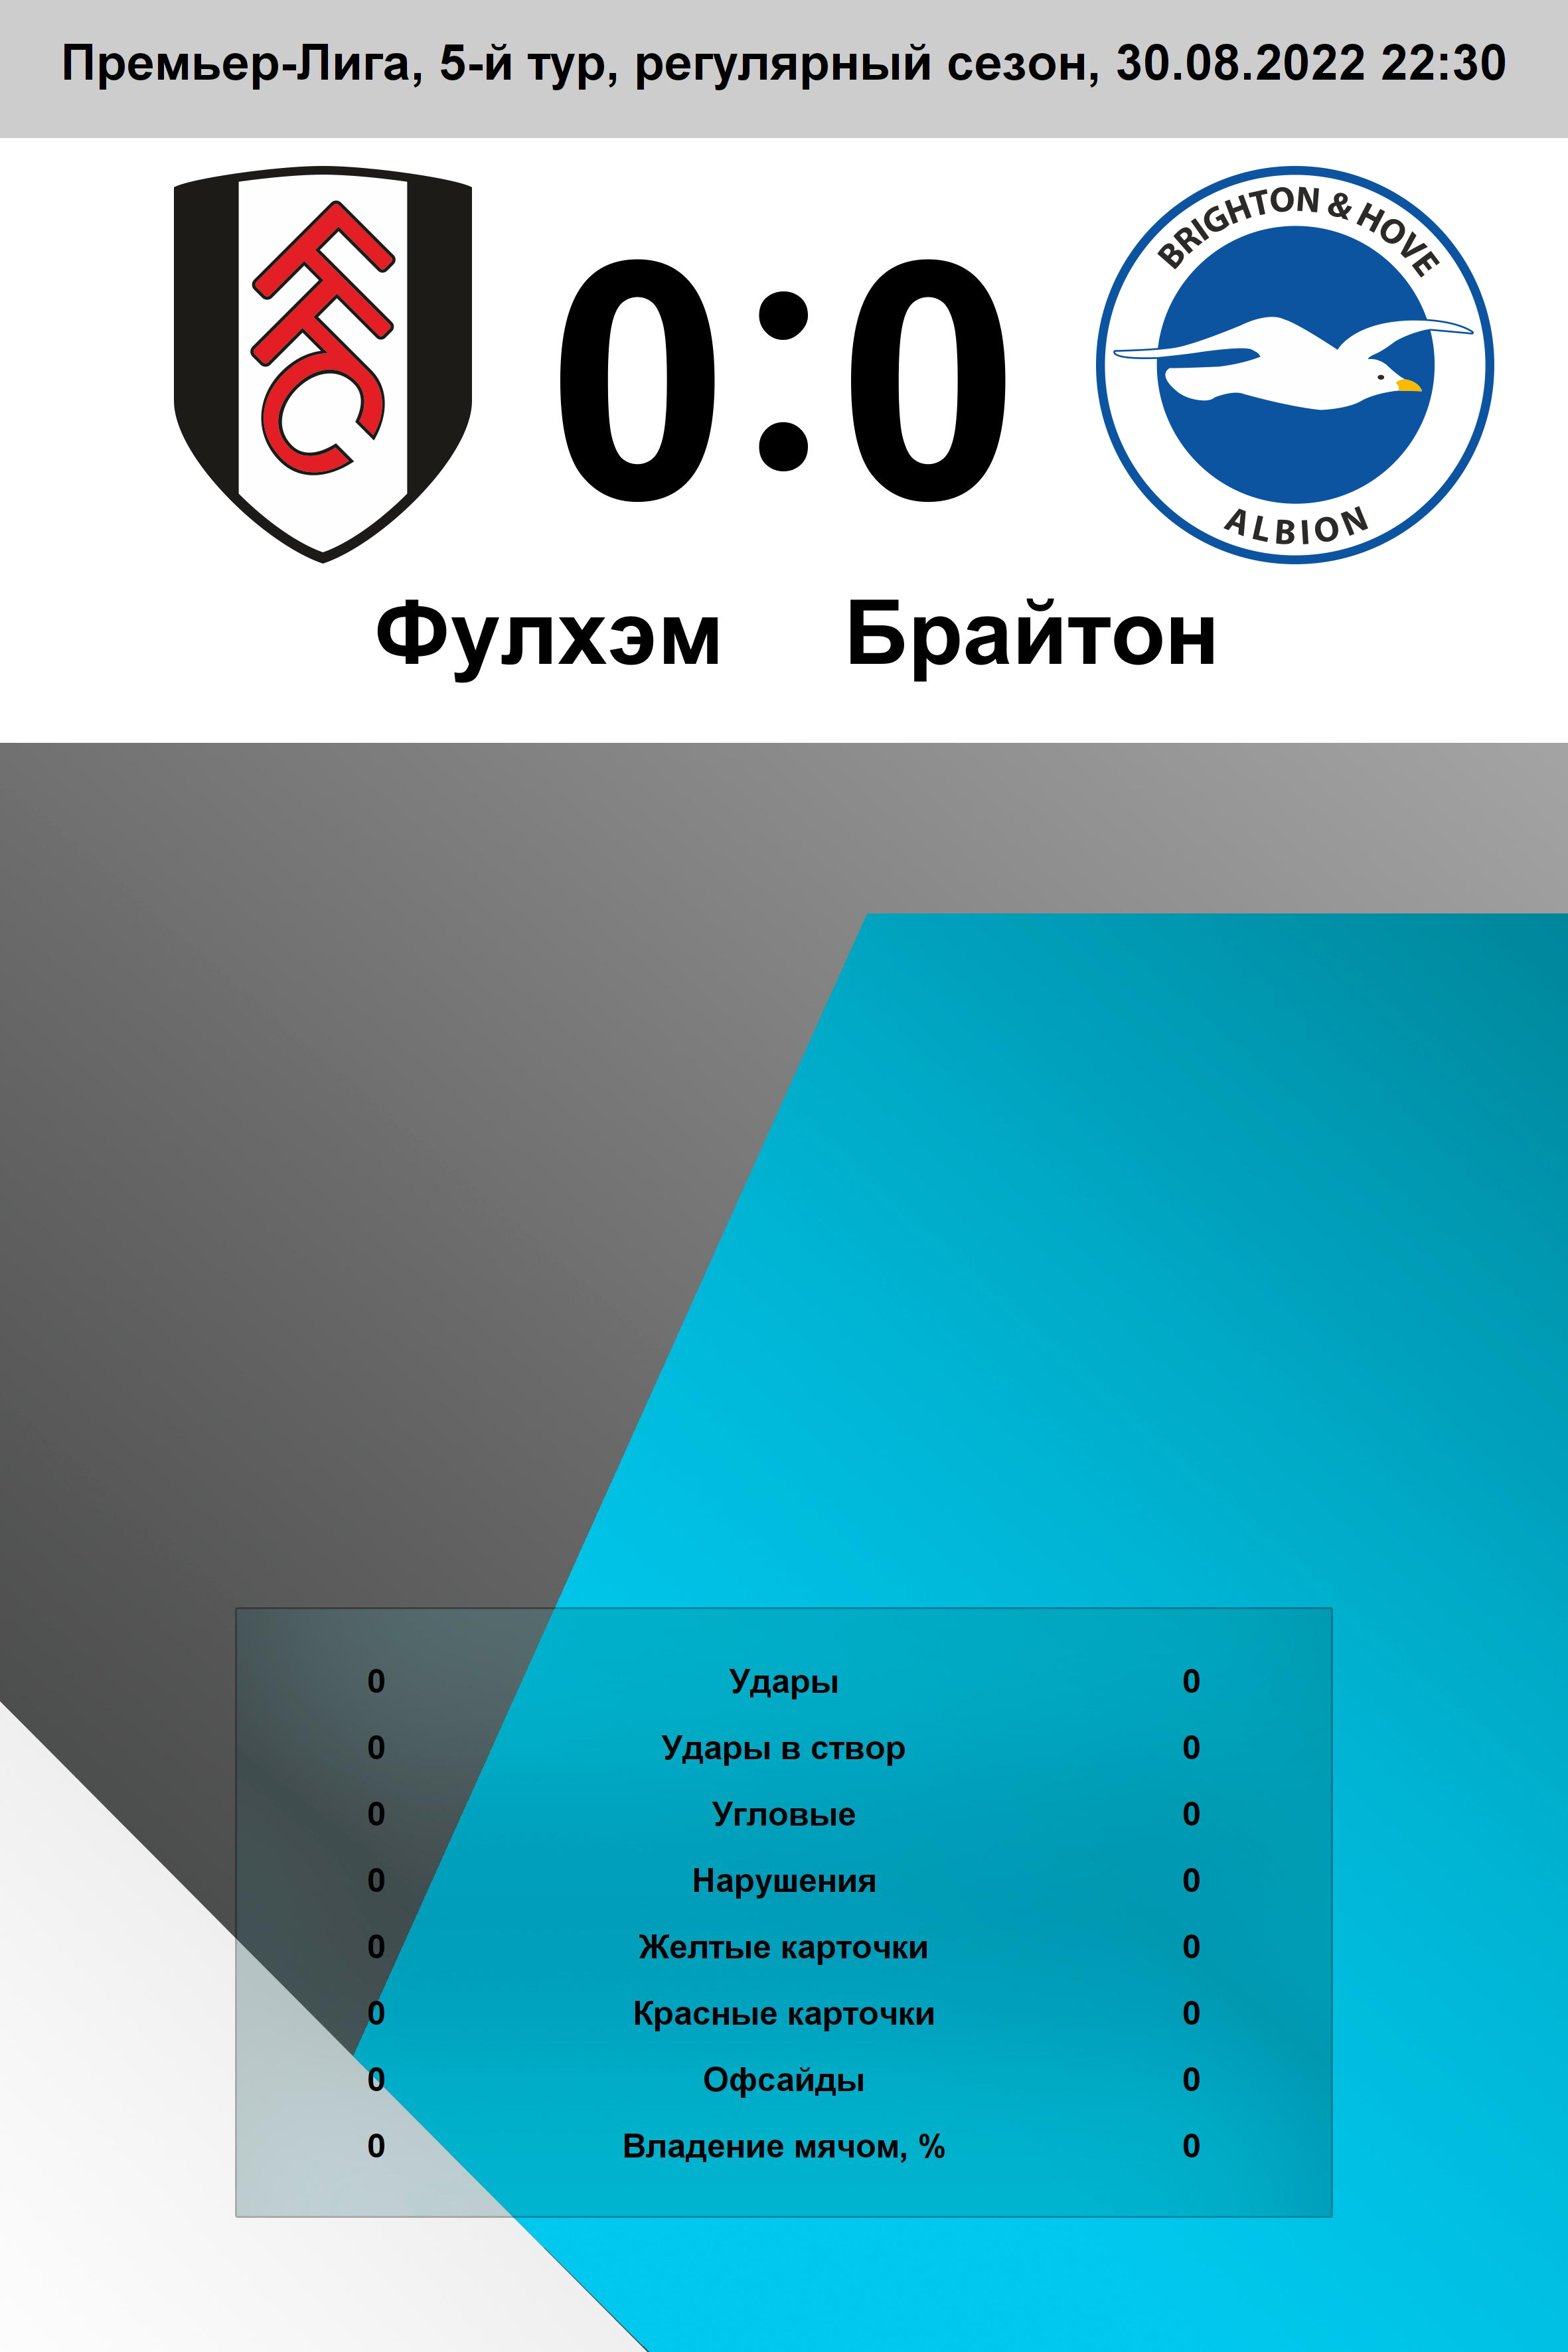 Премьер-Лига, 5-й тур, регулярный сезон, 30.08.2022 22:30
FFC
BRIGHTON & HOVE
ALBION
0:0
Фулхэм Брайтон
0 Удары 0
0 Удары в створ 0
0 Угловые 0
0 Нарушения 0
0 Желтые карточки 0
0 Красные карточки 0
0 Офсайды 0
0 Владение мячом, % 0